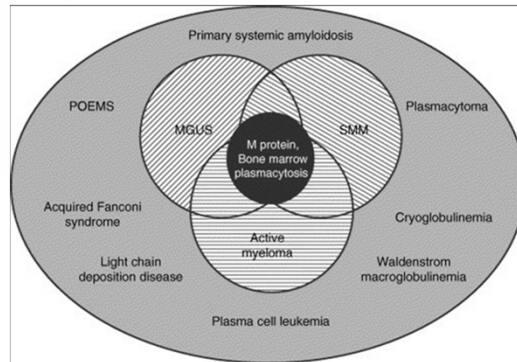 Primary systemic amyloidosis
POEMS
Plasmacytoma
MGUS
SMM
M protein,
Bone marrow
plasmacytosis
Acquired Fanconi
syndrome
Cryoglobulinemia
Active
myeloma
Light chain
deposition disease
Waldenstrom
macroglobulinemia
Plasma cell leukemia